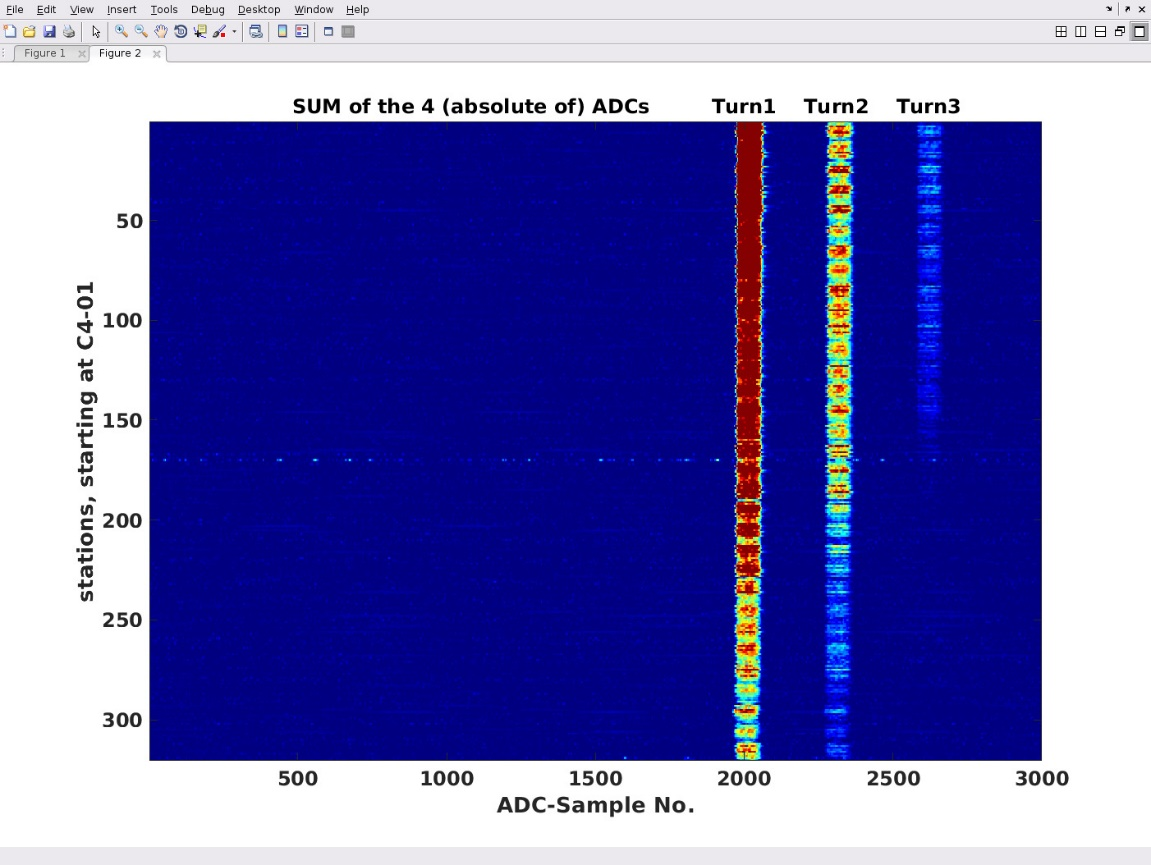 File Edit View Insert Tools Debug Desktop Window Help
Figure 1 Figure 2
SUM of the 4 (absolute of) ADCs Turn1 Turn2 Turn3
50
100
150
200
250
300
stations, starting at C4-01
500 1000 1500 2000 2500 3000
ADC-Sample No.